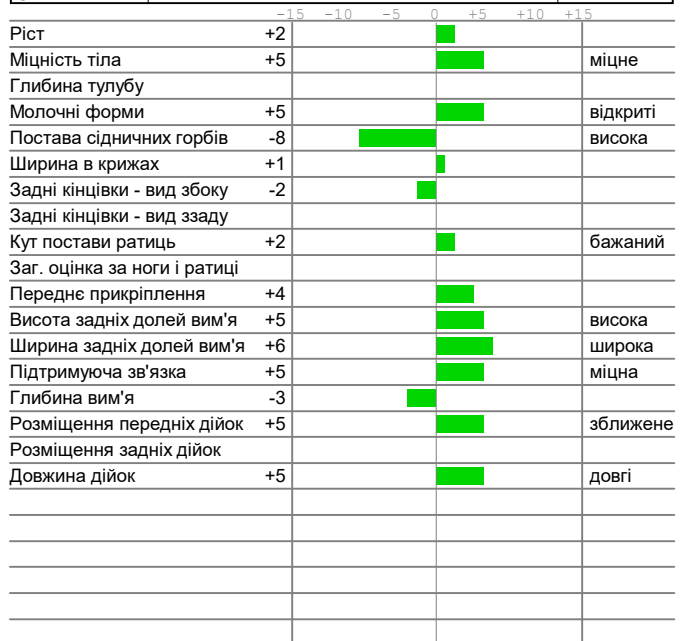 -15 -10 -5 0 +5 +10 +15
Ріст +2
Міцність тіла +5 міцне
Глибина тулубу
Молочні форми +5 відкриті
Постава сідничних горбів -8 висока
Ширина в крижах +1
Задні кінцівки - вид збоку -2
Задні кінцівки - вид ззаду
Кут постави ратиць +2 бажаний
Заг. оцінка за ноги і ратиці
Переднє прикріплення +4
Висота задніх долей вим'я +5 висока
Ширина задніх долей вим'я +6 широка
Підтримуюча зв'язка +5 міцна
Глибина вим'я -3
Розміщення передніх дійок +5 зближене
Розміщення задніх дійок
Довжина дійок +5 довгі